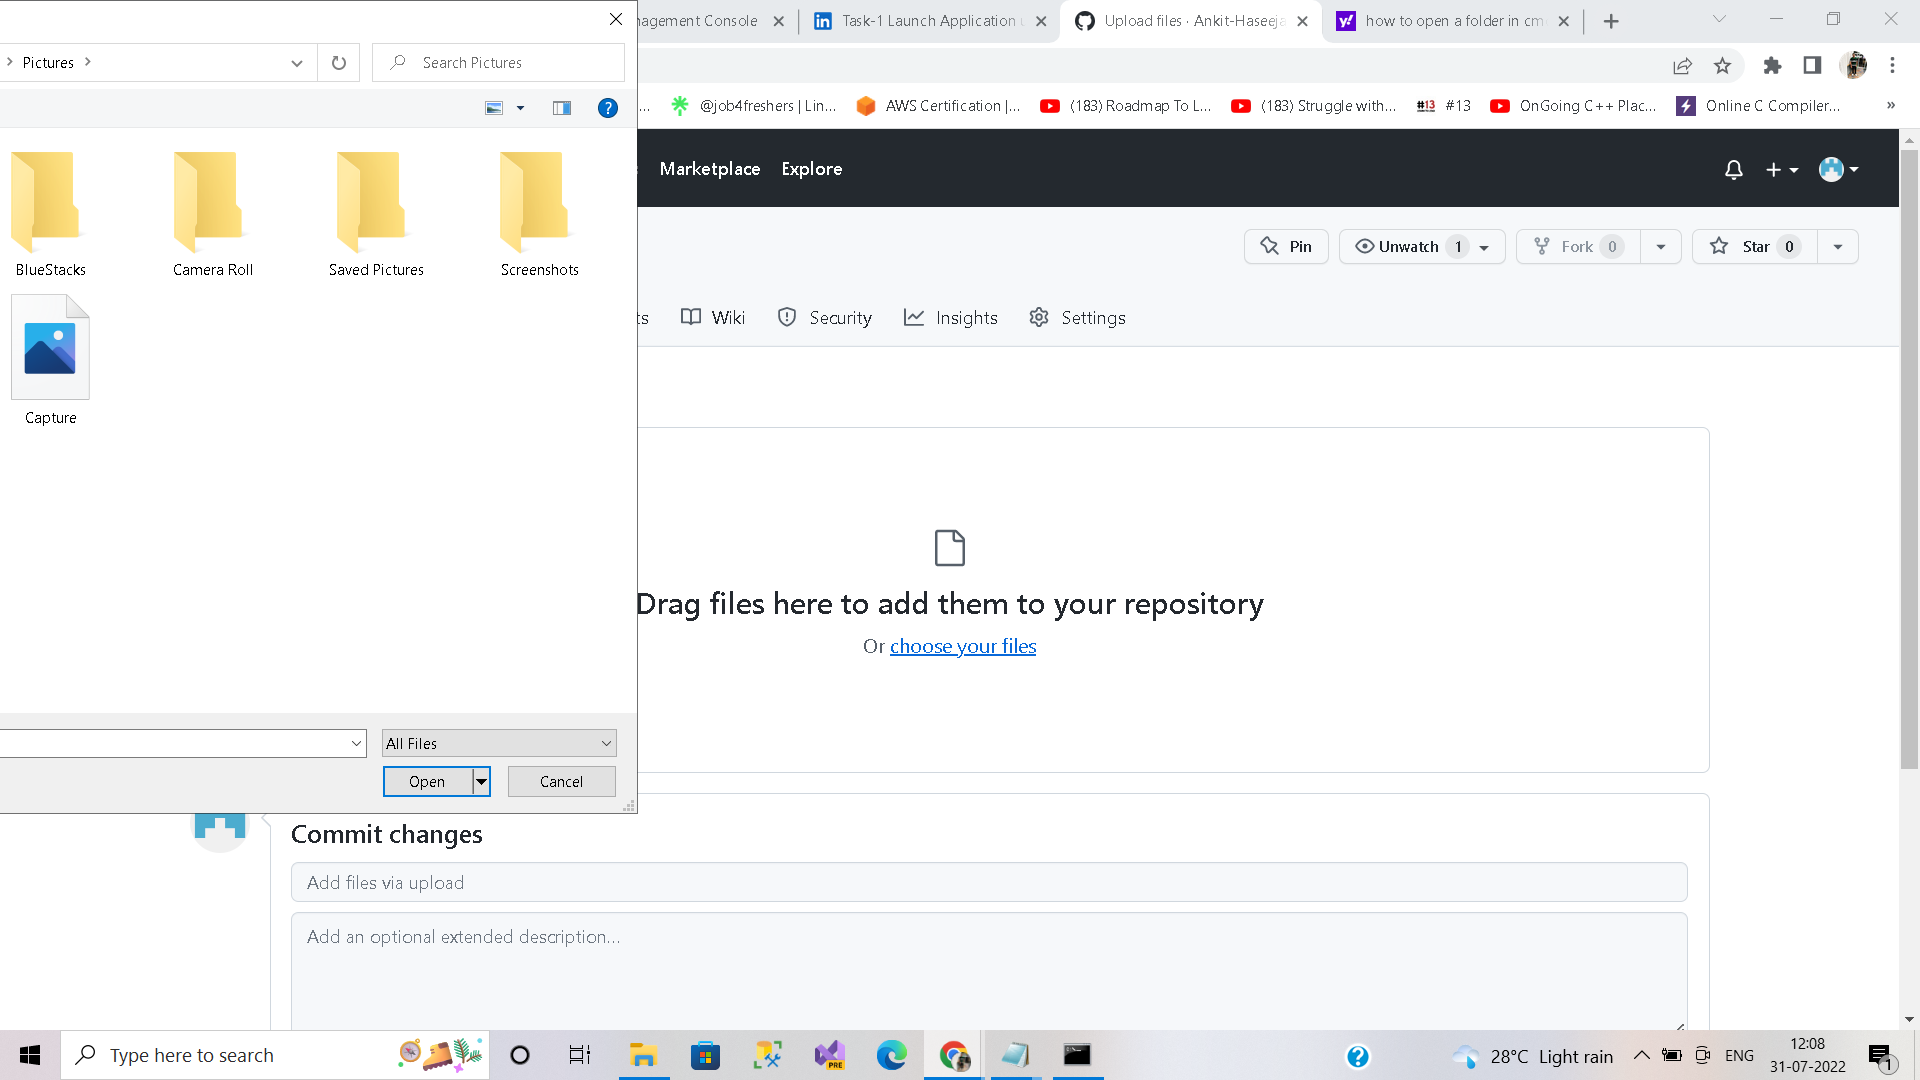 nagement Console
Task-1 Launch Application
Upload files · Ankit-Haseeja
how to open a folder in cm
Pictures
Search Pictures
...
@job4freshers | Lin...
AWS Certification |...
(183) Roadmap To L...
(183) Struggle with...
#13
#13
OnGoing C++ Plac...
Online C Compiler...
»
Marketplace
Explore
BlueStacks
Camera Roll
Saved Pictures
Screenshots
Pin
Unwatch 1
Fork 0
Star 0
ts
Wiki
Security
Insights
Settings
Capture
Drag files here to add them to your repository
Or choose your files
All Files
Open
Cancel
Commit changes
Add files via upload
Add an optional extended description...
Type here to search
PRE
28°C Light rain
ENG
12:08
31-07-2022
1